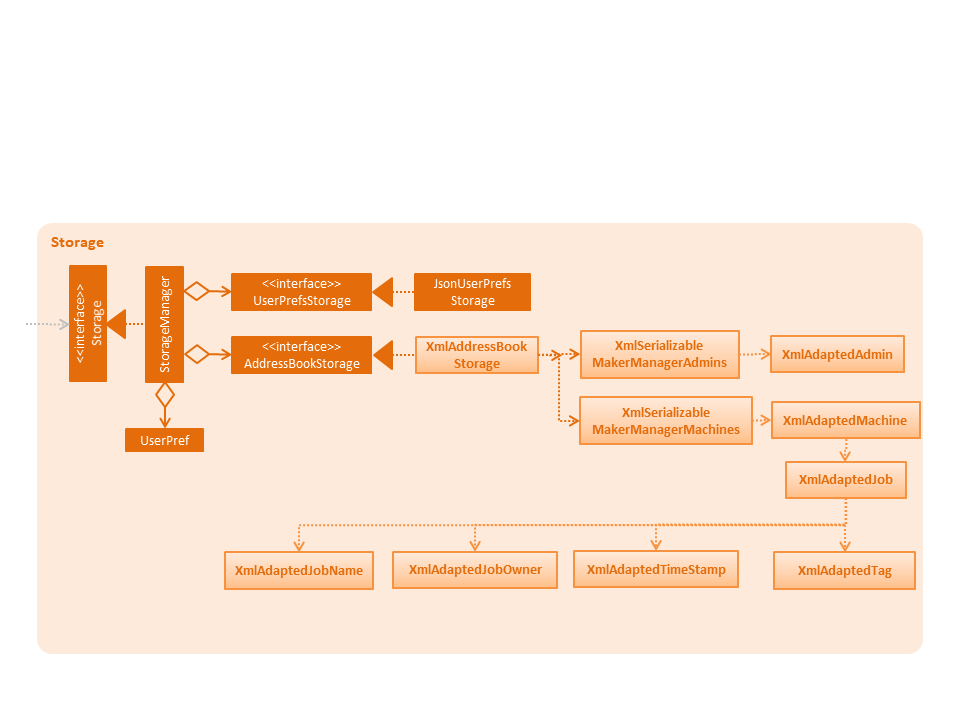 Storage
<<interface>>
Storage
StorageManager
<<interface>>
UserPrefsStorage
JsonUserPrefs
Storage
<<interface>>
AddressBookStorage
XmlAddressBook
Storage
XmlSerializable
MakerManagerAdmins
XmlAdaptedAdmin
XmlSerializable
MakerManagerMachines
XmlAdaptedMachine
UserPref
XmlAdaptedJob
XmlAdaptedJobName
XmlAdaptedJobOwner
XmlAdaptedTimeStamp
XmlAdaptedTag